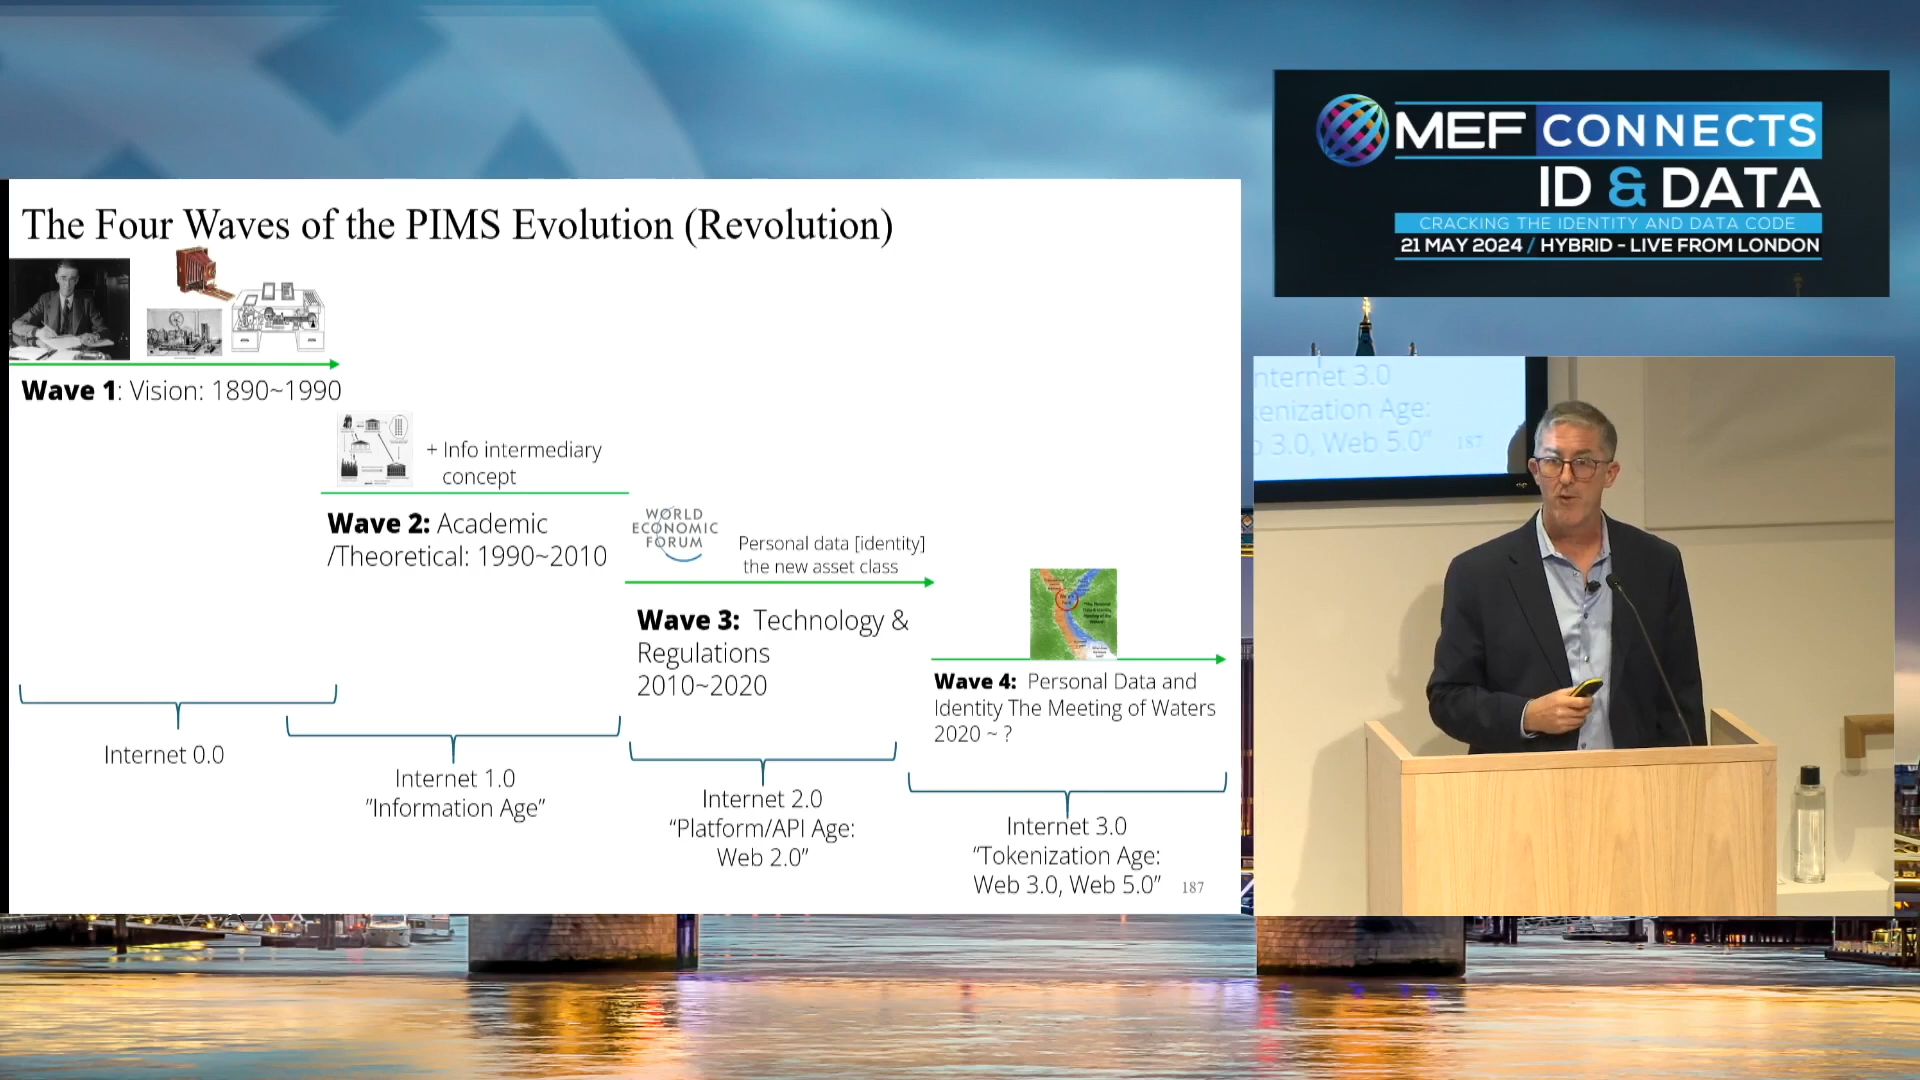 The Four Waves of the PIMS Evolution (Revolution)
Wave 1: Vision: 1890~1990
+ Info intermediary
concept
Wave 2: Academic
/Theoretical: 1990~2010
WORLD
ECONOMIC
FORUM
Personal data [identity]
the new asset class
Wave 3: Technology &
Regulations
2010~2020
Wave 4: Personal Data and
Identity The Meeting of Waters
2020 ~ ?
Internet 0.0
Internet 1.0
”Information Age”
Internet 2.0
“Platform/API Age:
Web 2.0”
Internet 3.0
“Tokenization Age:
Web 3.0, Web 5.0”
187
MEF CONNECTS
ID & DATA
CRACKING THE IDENTITY AND DATA CODE
21 MAY 2024 / HYBRID - LIVE FROM LONDON
nternet 3.0
kenization Age:
3.0, Web 5.0”
187